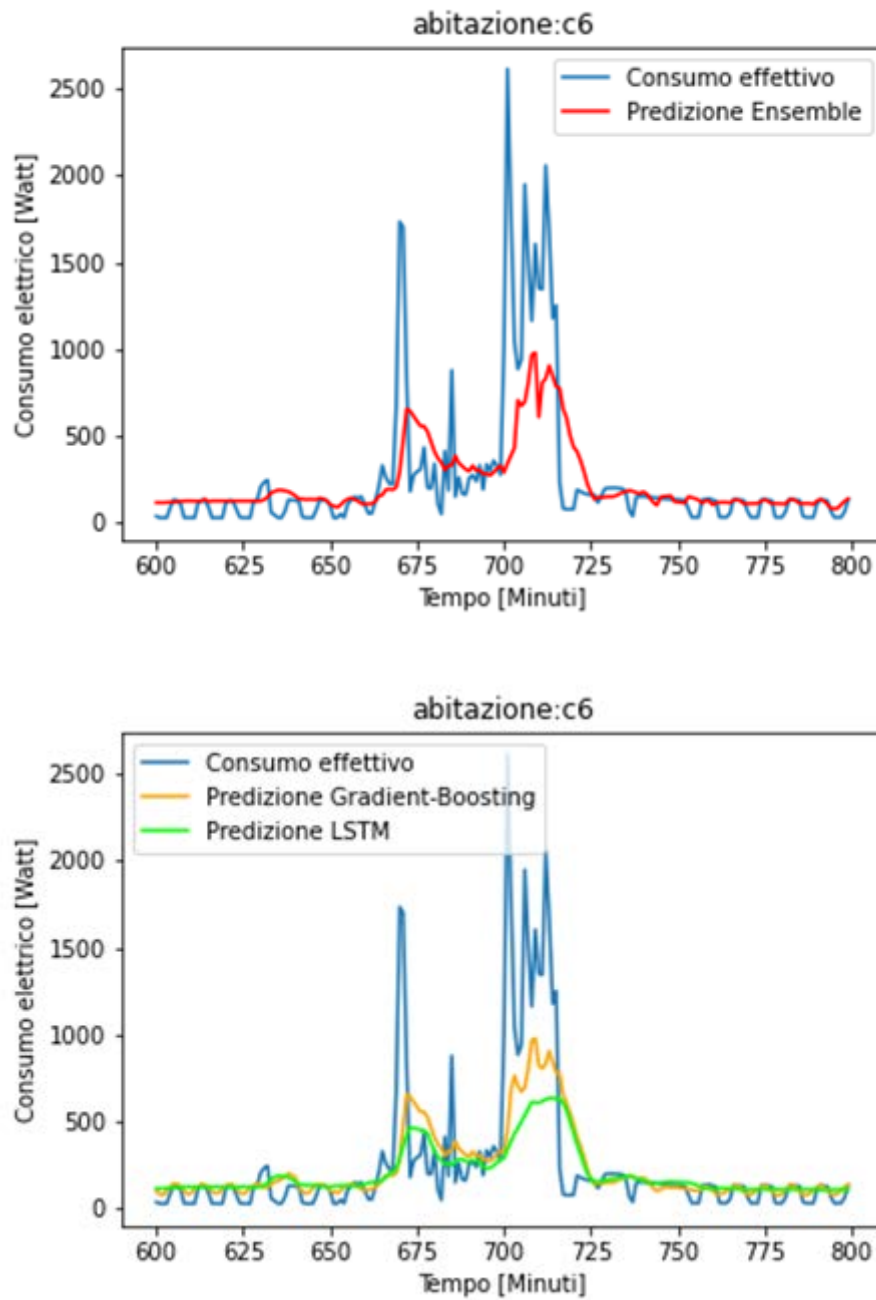 abitazione:c6
Consumo effettivo
Predizione Ensemble
Consumo elettrico [Watt]
2500
2000
1500
1000
500
0
600 625 650 675 700 725 750 775 800
Tempo [Minuti]
abitazione:c6
Consumo effettivo
Predizione Gradient-Boosting
Predizione LSTM
Consumo elettrico [Watt]
2500
2000
1500
1000
500
0
600 625 650 675 700 725 750 775 800
Tempo [Minuti]